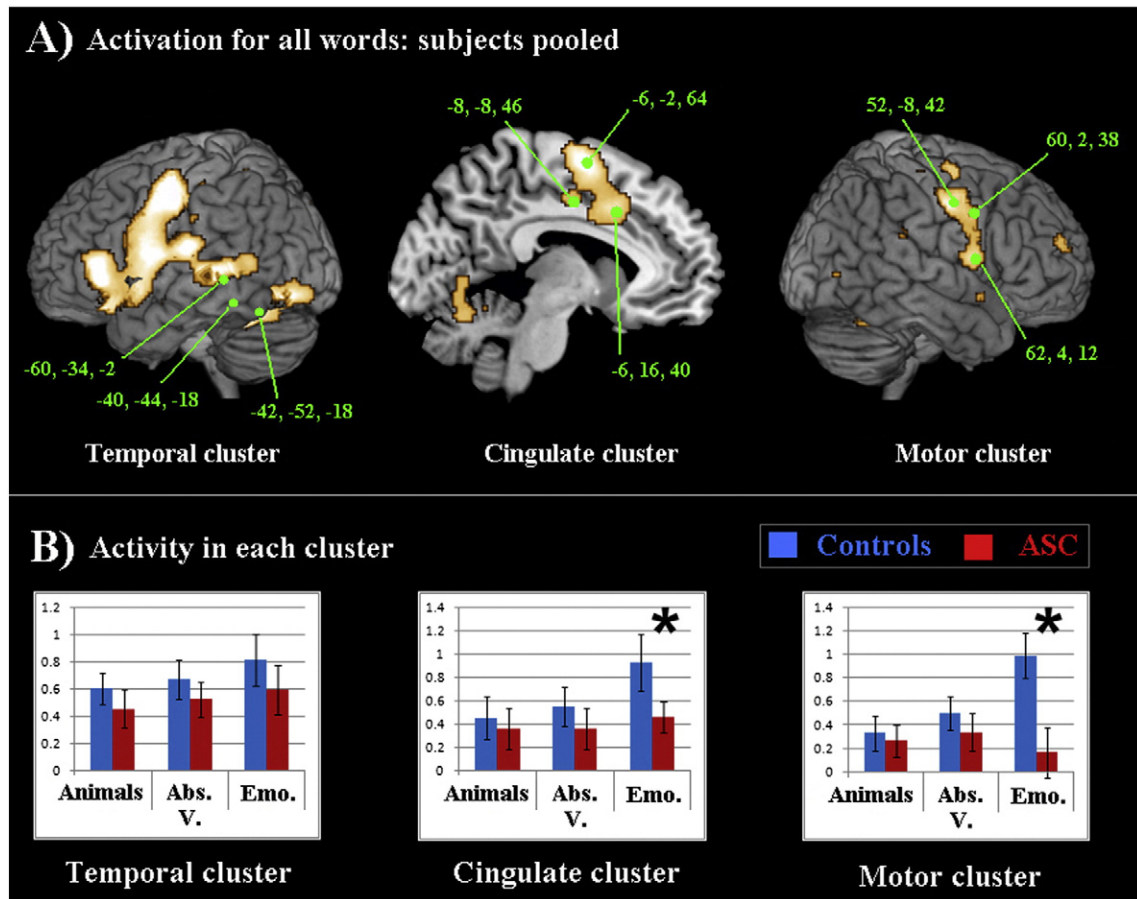 A) Activation for all words: subjects pooled
-8, -8, 46
-6, -2, 64
52, -8, 42
60, 2, 38
-60, -34, -2
-40, -44, -18
-42, -52, -18
-6, 16, 40
62, 4, 12
Temporal cluster
Cingulate cluster
Motor cluster
B) Activity in each cluster
Controls
ASC
1.2
1
0.8
0.6
0.4
0.2
0
Animals
Abs.
V.
Emo.
Temporal cluster
1.4
1.2
1
0.8
0.6
0.4
0.2
0
*
Animals
Abs.
V.
Emo.
Cingulate cluster
1.4
1.2
1
0.8
0.6
0.4
0.2
0
*
Animals
Abs.
V.
Emo.
Motor cluster